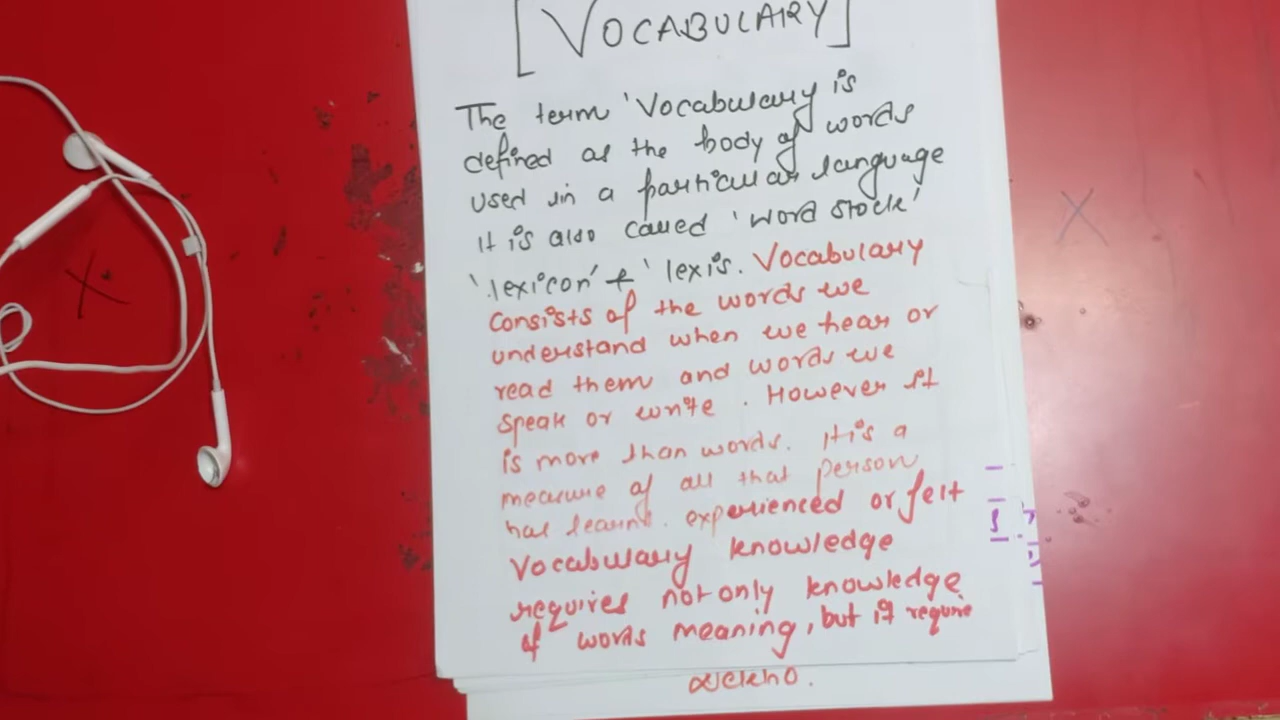 [VOCABULARY]
The term 'Vocabulary is
defined as the body of words
used in a particular language
It is also called 'word stock'
'lexicon' & 'lexis. Vocabulary
consists of the words we
understand when we hear or
read them and words we
speak or write. However it
is more than words. It is a
measure of all that person
has learnt. experienced or felt
Vocabulary knowledge
requires not only knowledge
of words meaning, but it require